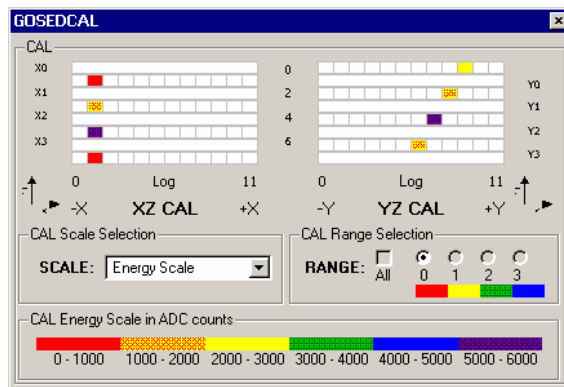 GOSEDCAL
CAL
X0
X1
X2
X3
0
2
4
6
Y0
Y1
Y2
Y3
0 Log 11
-X XZ CAL +X
0 Log 11
-Y YZ CAL +Y
CAL Scale Selection
SCALE: Energy Scale
CAL Range Selection
RANGE: All 0 1 2 3
CAL Energy Scale in ADC counts
0 - 1000 1000 - 2000 2000 - 3000 3000 - 4000 4000 - 5000 5000 - 6000